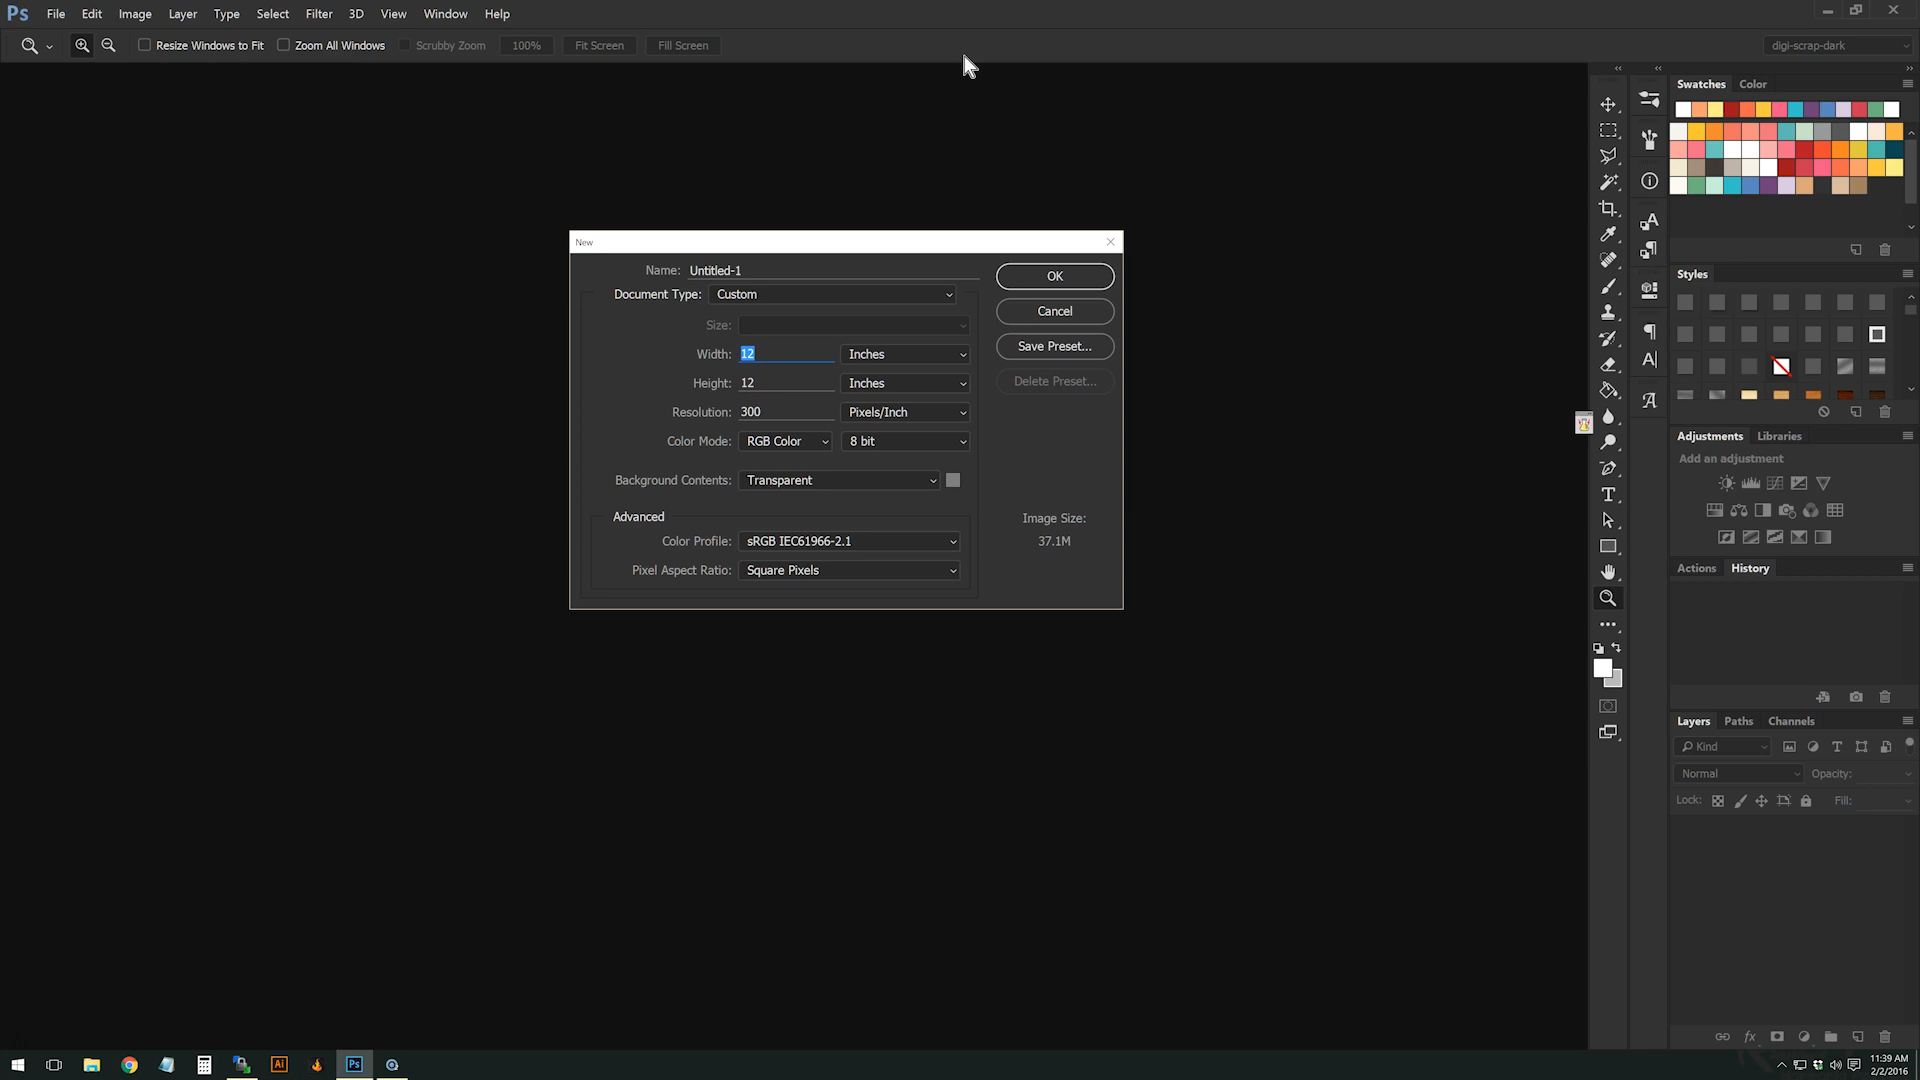 Ps File Edit Image Layer Type Select Filter 3D View Window Help
Resize Windows to Fit Zoom All Windows Scrubby Zoom 100% Fit Screen Fill Screen digi-scrap-dark
Swatches Color
New
Name: Untitled-1 OK
Document Type: Custom
Cancel
Size:
Width: 12 Inches Save Preset...
Height: 12 Inches Delete Preset...
Resolution: 300 Pixels/Inch
Color Mode: RGB Color 8 bit
Background Contents: Transparent
Advanced Image Size:
Color Profile: sRGB IEC61966-2.1 37.1M
Pixel Aspect Ratio: Square Pixels
Styles
Adjustments Libraries
Add an adjustment
Actions History
Layers Paths Channels
Kind
Normal Opacity:
Lock: Fill:
Ai Ps
11:39 AM
2/2/2016